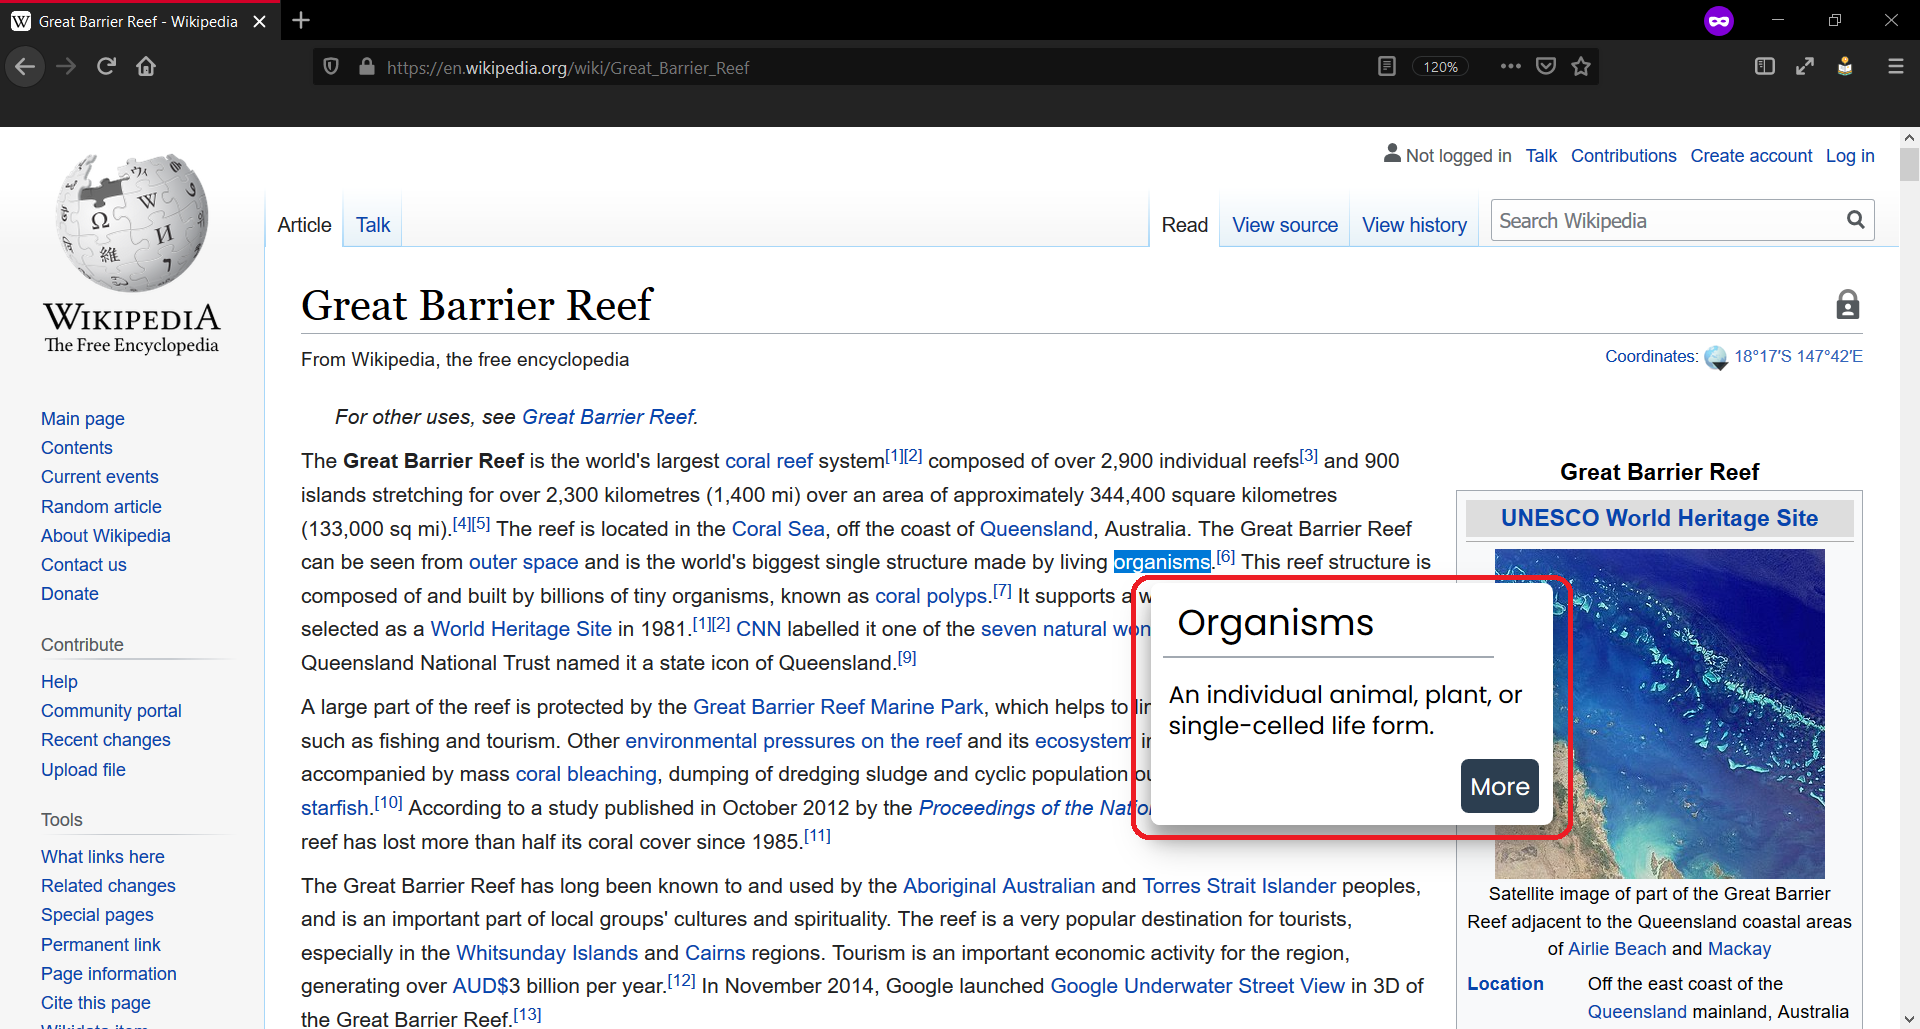 Great Barrier Reef - Wikipedia
https://en.wikipedia.org/wiki/Great_Barrier_Reef
120%
Not logged in Talk Contributions Create account Log in
Article Talk
Read View source View history
Search Wikipedia
WIKIPEDIA
The Free Encyclopedia
Main page
Contents
Current events
Random article
About Wikipedia
Contact us
Donate
Contribute
Help
Community portal
Recent changes
Upload file
Tools
What links here
Related changes
Special pages
Permanent link
Page information
Cite this page
Wikidata item
Great Barrier Reef
From Wikipedia, the free encyclopedia
Coordinates: 18°17′S 147°42′E
For other uses, see Great Barrier Reef.
The Great Barrier Reef is the world's largest coral reef system[1][2] composed of over 2,900 individual reefs[3] and 900
islands stretching for over 2,300 kilometres (1,400 mi) over an area of approximately 344,400 square kilometres
(133,000 sq mi).[4][5] The reef is located in the Coral Sea, off the coast of Queensland, Australia. The Great Barrier Reef
can be seen from outer space and is the world's biggest single structure made by living organisms.[6] This reef structure is
composed of and built by billions of tiny organisms, known as coral polyps.[7] It supports a w
selected as a World Heritage Site in 1981.[1][2] CNN labelled it one of the seven natural won
Queensland National Trust named it a state icon of Queensland.[9]
A large part of the reef is protected by the Great Barrier Reef Marine Park, which helps to lin
such as fishing and tourism. Other environmental pressures on the reef and its ecosystem in
accompanied by mass coral bleaching, dumping of dredging sludge and cyclic population ou
starfish.[10] According to a study published in October 2012 by the Proceedings of the Natio
reef has lost more than half its coral cover since 1985.[11]
The Great Barrier Reef has long been known to and used by the Aboriginal Australian and Torres Strait Islander peoples,
and is an important part of local groups' cultures and spirituality. The reef is a very popular destination for tourists,
especially in the Whitsunday Islands and Cairns regions. Tourism is an important economic activity for the region,
generating over AUD$3 billion per year.[12] In November 2014, Google launched Google Underwater Street View in 3D of
the Great Barrier Reef.[13]
Organisms
An individual animal, plant, or
single-celled life form.
More
Great Barrier Reef
UNESCO World Heritage Site
Satellite image of part of the Great Barrier
Reef adjacent to the Queensland coastal areas
of Airlie Beach and Mackay
Location Off the east coast of the
Queensland mainland, Australia